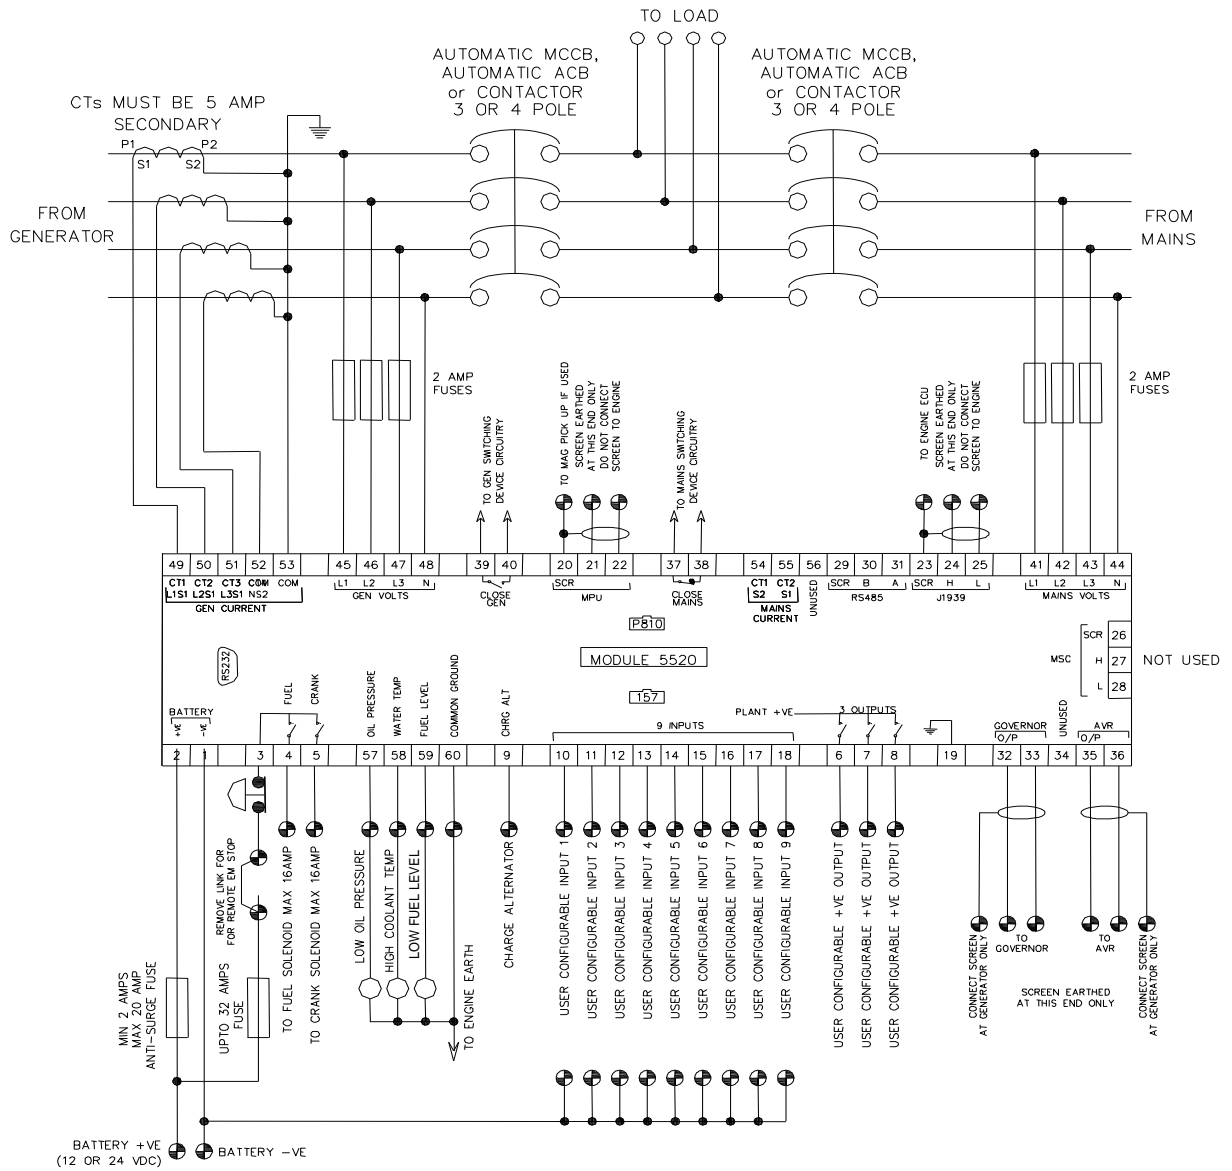 TO LOAD
AUTOMATIC MCCB,
AUTOMATIC ACB
or CONTACTOR
3 OR 4 POLE
AUTOMATIC MCCB,
AUTOMATIC ACB
or CONTACTOR
3 OR 4 POLE
CTs MUST BE 5 AMP
SECONDARY
P1 P2
S1 S2
FROM
GENERATOR
FROM
MAINS
2 AMP
FUSES
2 AMP
FUSES
TO GEN SWITCHING
DEVICE CIRCUITRY
TO MAG PICK UP IF USED
SCREEN EARTHED
AT THIS END ONLY
DO NOT CONNECT
SCREEN TO ENGINE
TO MAINS SWITCHING
DEVICE CIRCUITRY
TO ENGINE ECU
SCREEN EARTHED
AT THIS END ONLY
DO NOT CONNECT
SCREEN TO ENGINE
49 50 51 52 53 45 46 47 48 39 40 20 21 22 37 38 54 55 56 29 30 31 23 24 25 41 42 43 44
CT1 CT2 CT3 COM COM L1 L2 L3 N SCR CT1 CT2 SCR B A SCR H L L1 L2 L3 N
L1S1 L2S1 L3S1 NS2
GEN CURRENT
GEN VOLTS
CLOSE
GEN
MPU
CLOSE
MAINS
S2 S1
MAINS
CURRENT
UNUSED
RS485
J1939
MAINS VOLTS
P810
MODULE 5520
157
RS232
SCR 26
MSC H 27
L 28
NOT USED
BATTERY
+VE
-VE
FUEL
CRANK
OIL PRESSURE
WATER TEMP
FUEL LEVEL
COMMON GROUND
CHRG ALT
9 INPUTS
PLANT +VE
3 OUTPUTS
GOVERNOR
O/P
UNUSED
AVR
O/P
2 1 3 4 5 57 58 59 60 9 10 11 12 13 14 15 16 17 18 6 7 8 19 32 33 34 35 36
REMOVE LINK FOR
FOR REMOTE EM STOP
TO FUEL SOLENOID MAX 16AMP
TO CRANK SOLENOID MAX 16AMP
LOW OIL PRESSURE
HIGH COOLANT TEMP
LOW FUEL LEVEL
TO ENGINE EARTH
CHARGE ALTERNATOR
USER CONFIGURABLE INPUT 1
USER CONFIGURABLE INPUT 2
USER CONFIGURABLE INPUT 3
USER CONFIGURABLE INPUT 4
USER CONFIGURABLE INPUT 5
USER CONFIGURABLE INPUT 6
USER CONFIGURABLE INPUT 7
USER CONFIGURABLE INPUT 8
USER CONFIGURABLE INPUT 9
USER CONFIGURABLE +VE OUTPUT
USER CONFIGURABLE +VE OUTPUT
USER CONFIGURABLE +VE OUTPUT
CONNECT SCREEN
AT GENERATOR ONLY
TO
GOVERNOR
TO
AVR
CONNECT SCREEN
AT GENERATOR ONLY
SCREEN EARTHED
AT THIS END ONLY
MIN 2 AMPS
MAX 20 AMP
ANTI-SURGE FUSE
UPTO 32 AMPS
FUSE
BATTERY +VE
(12 OR 24 VDC)
BATTERY -VE